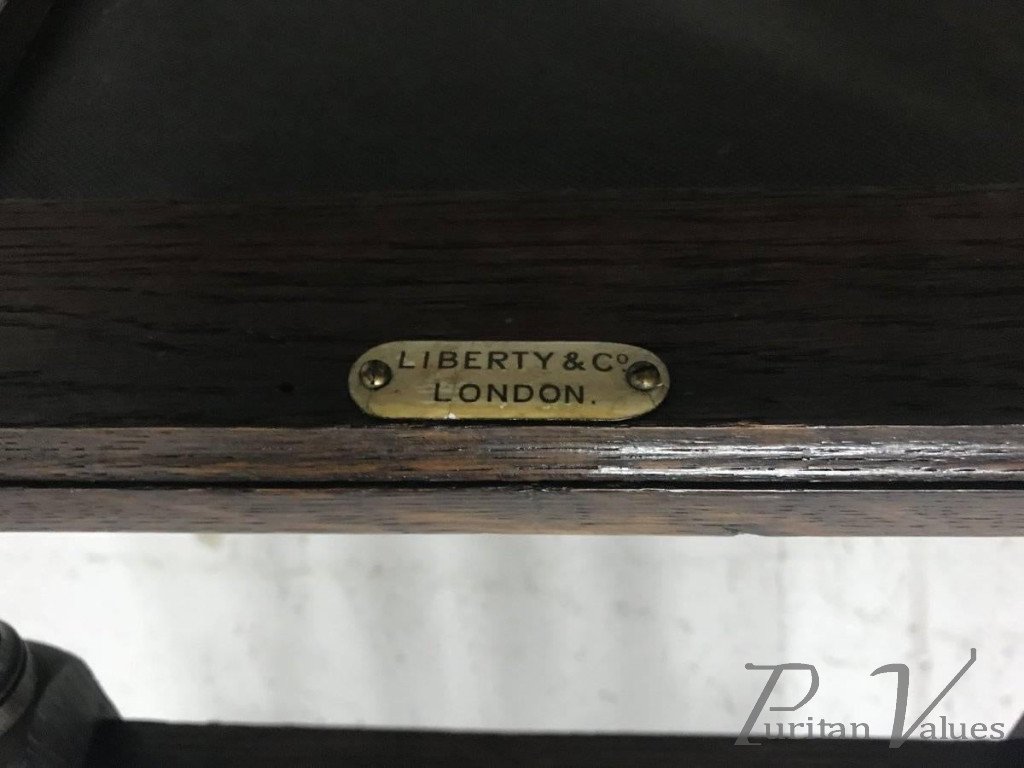 LIBERTY & Cº
LONDON.
Puritan Values